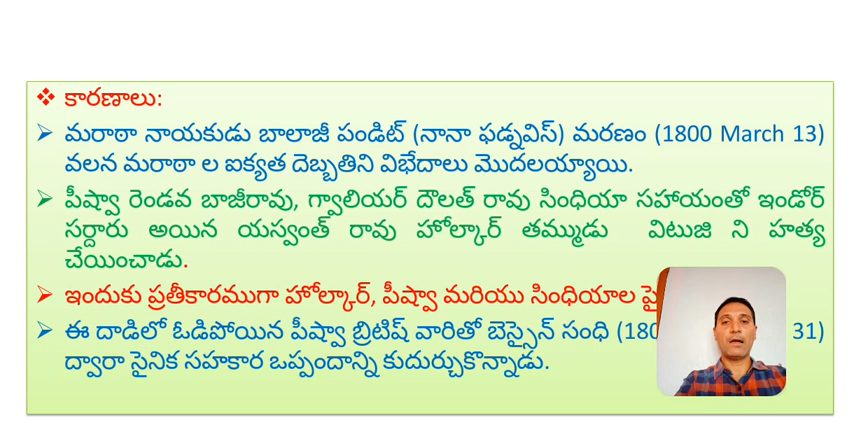 కారణాలు:
మరాఠా నాయకుడు బాలాజీ పండిట్ (నానా ఫడ్నవిస్) మరణం (1800 March 13)
వలన మరాఠా ల ఐక్యత దెబ్బతిని విభేదాలు మొదలయ్యాయి.
పీష్వా రెండవ బాజీరావు, గ్వాలియర్ దౌలత్ రావు సింధియా సహాయంతో ఇండోర్
సర్దారు అయిన యస్వంత్ రావు హోల్కార్ తమ్ముడు విటుజి ని హత్య
చేయించాడు.
ఇందుకు ప్రతీకారముగా హోల్కార్, పీష్వా మరియు సింధియాల
ఈ దాడిలో ఓడిపోయిన పీష్వా బ్రిటిష్ వారితో బెస్సైన్ సంధి 31)
ద్వారా సైనిక సహకార ఒప్పందాన్ని కుదుర్చుకొన్నాడు.